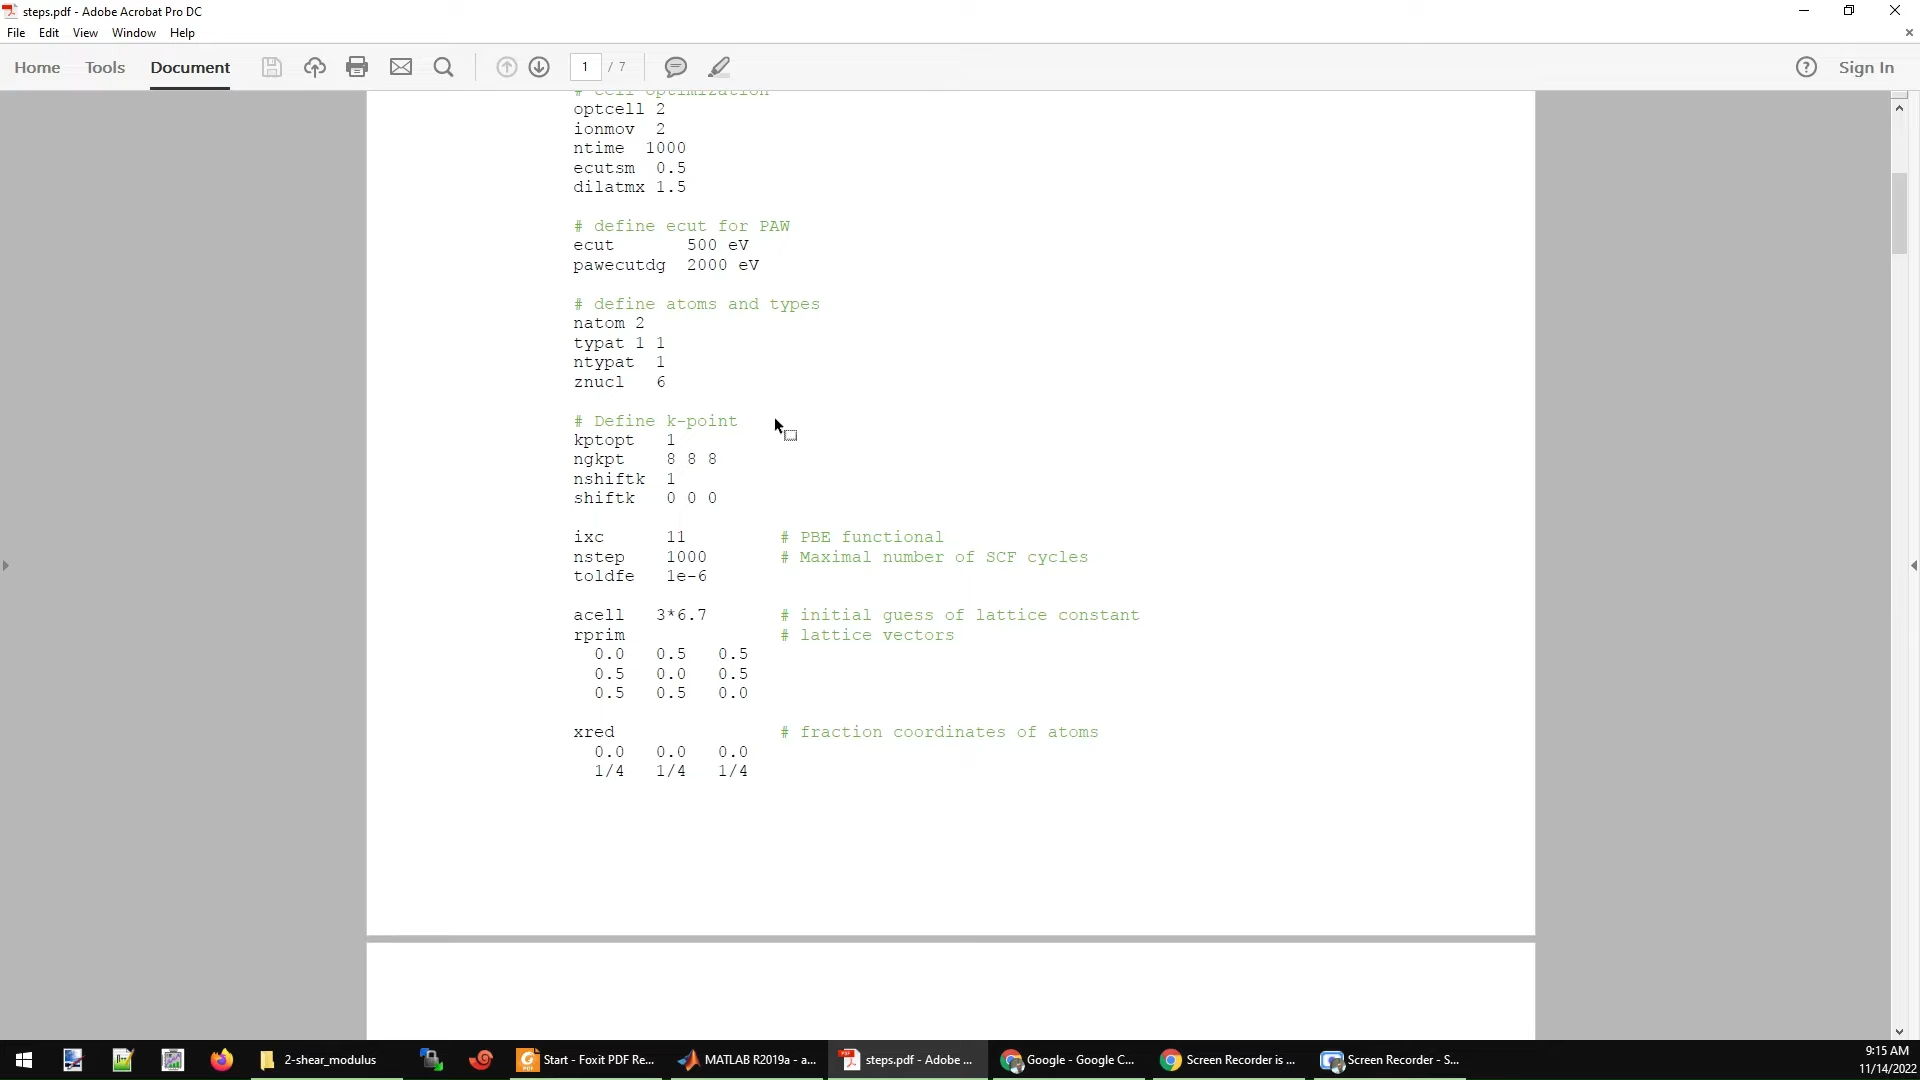 steps.pdf - Adobe Acrobat Pro DC
File Edit View Window Help
Home Tools Document 1 / 7 Sign In
# cell optimization
optcell 2
ionmov 2
ntime 1000
ecutsm 0.5
dilatmx 1.5
# define ecut for PAW
ecut 500 eV
pawecutdg 2000 eV
# define atoms and types
natom 2
typat 1 1
ntypat 1
znucl 6
# Define k-point
kptopt 1
ngkpt 8 8 8
nshiftk 1
shiftk 0 0 0
ixc 11 # PBE functional
nstep 1000 # Maximal number of SCF cycles
toldfe 1e-6
acell 3*6.7 # initial guess of lattice constant
rprim # lattice vectors
0.0 0.5 0.5
0.5 0.0 0.5
0.5 0.5 0.0
xred # fraction coordinates of atoms
0.0 0.0 0.0
1/4 1/4 1/4
2-shear_modulus Start - Foxit PDF Re... MATLAB R2019a - a... steps.pdf - Adobe ... Google - Google C... Screen Recorder is ... Screen Recorder - S...
9:15 AM
11/14/2022